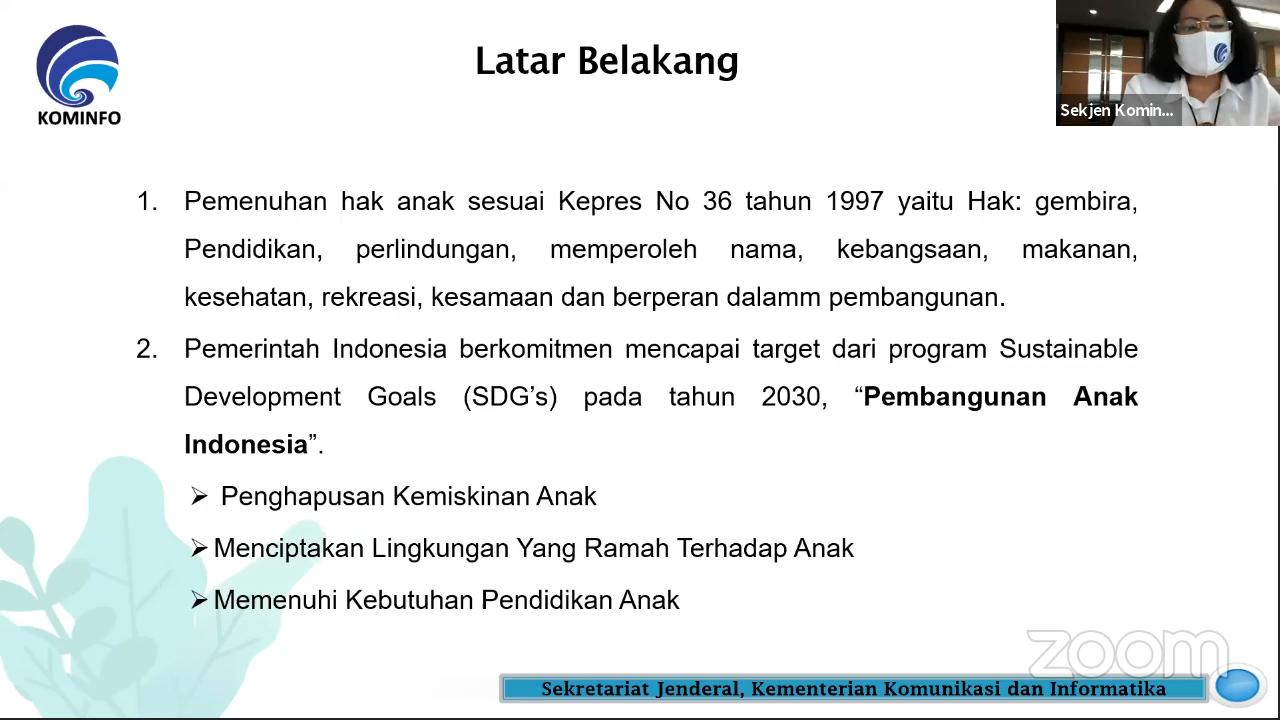 Latar Belakang
KOMINFO
Sekjen Komin...
1. Pemenuhan hak anak sesuai Kepres No 36 tahun 1997 yaitu Hak: gembira,
Pendidikan, perlindungan, memperoleh nama, kebangsaan, makanan,
kesehatan, rekreasi, kesamaan dan berperan dalamm pembangunan.
2. Pemerintah Indonesia berkomitmen mencapai target dari program Sustainable
Development Goals (SDG’s) pada tahun 2030, “Pembangunan Anak
Indonesia”.
➢ Penghapusan Kemiskinan Anak
➢ Menciptakan Lingkungan Yang Ramah Terhadap Anak
➢ Memenuhi Kebutuhan Pendidikan Anak
zoom
Sekretariat Jenderal, Kementerian Komunikasi dan Informatika